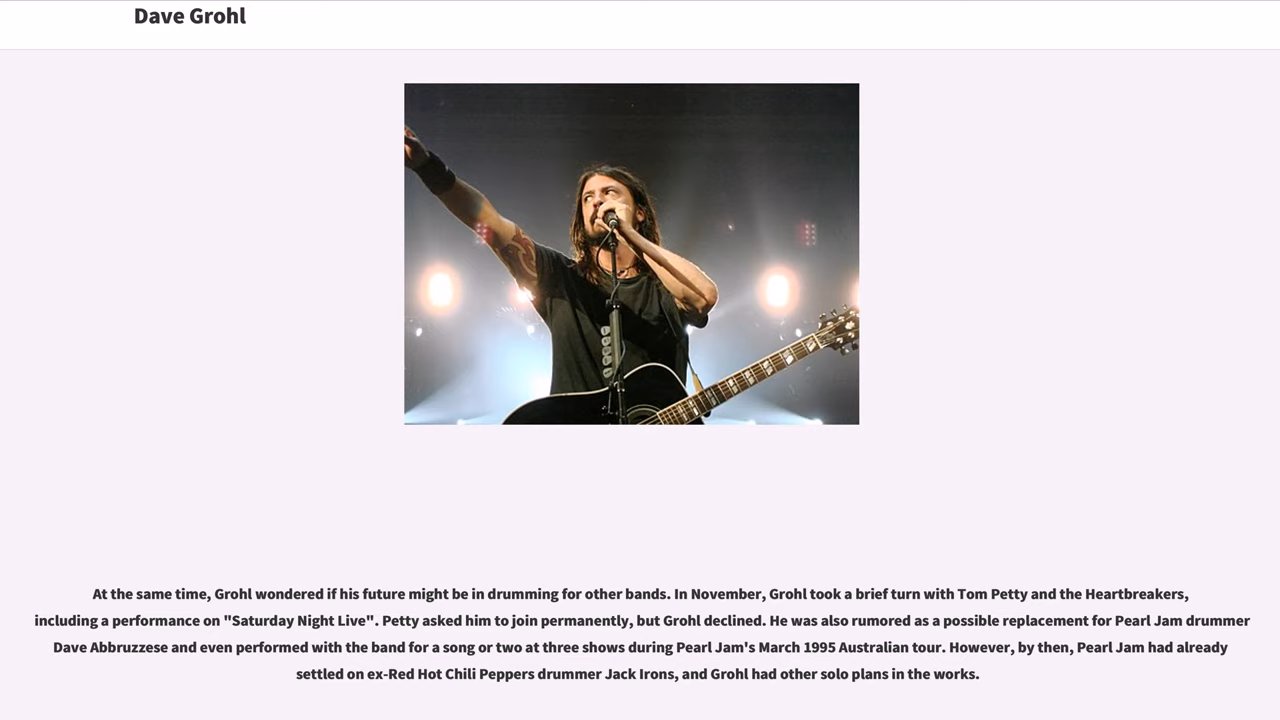 Dave Grohl
At the same time, Grohl wondered if his future might be in drumming for other bands. In November, Grohl took a brief turn with Tom Petty and the Heartbreakers,
including a performance on "Saturday Night Live". Petty asked him to join permanently, but Grohl declined. He was also rumored as a possible replacement for Pearl Jam drummer
Dave Abbruzzese and even performed with the band for a song or two at three shows during Pearl Jam's March 1995 Australian tour. However, by then, Pearl Jam had already
settled on ex-Red Hot Chili Peppers drummer Jack Irons, and Grohl had other solo plans in the works.